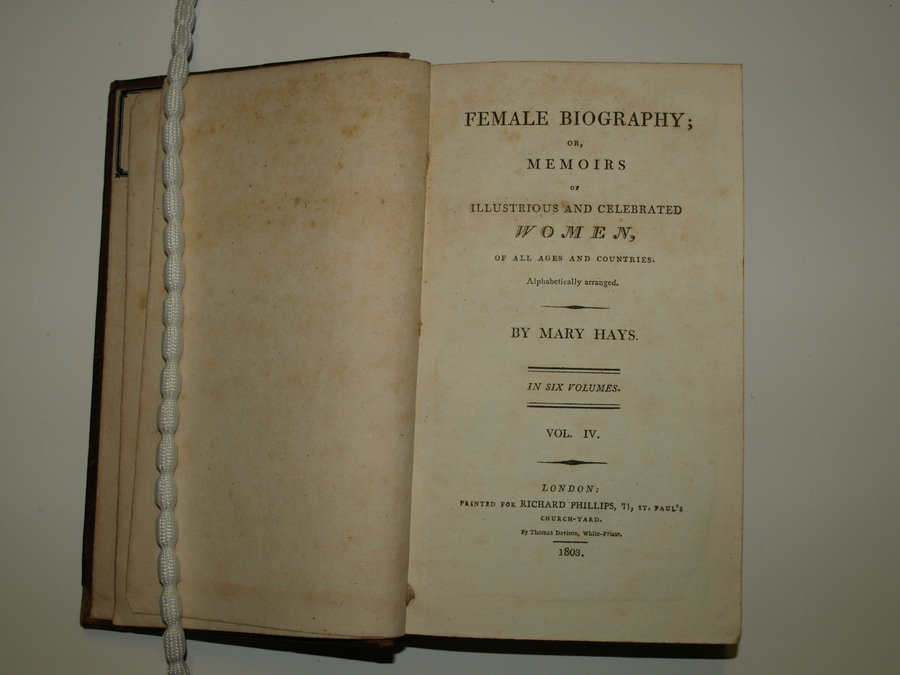 FEMALE BIOGRAPHY;
OR,
MEMOIRS
OF
ILLUSTRIOUS AND CELEBRATED
WOMEN,
OF ALL AGES AND COUNTRIES.
Alphabetically arranged.
BY MARY HAYS.
IN SIX VOLUMES.
VOL. IV.
LONDON:
PRINTED FOR RICHARD PHILLIPS, 71, ST. PAUL'S
CHURCH-YARD.
By Thomas Davison, White-Friars.
1803.